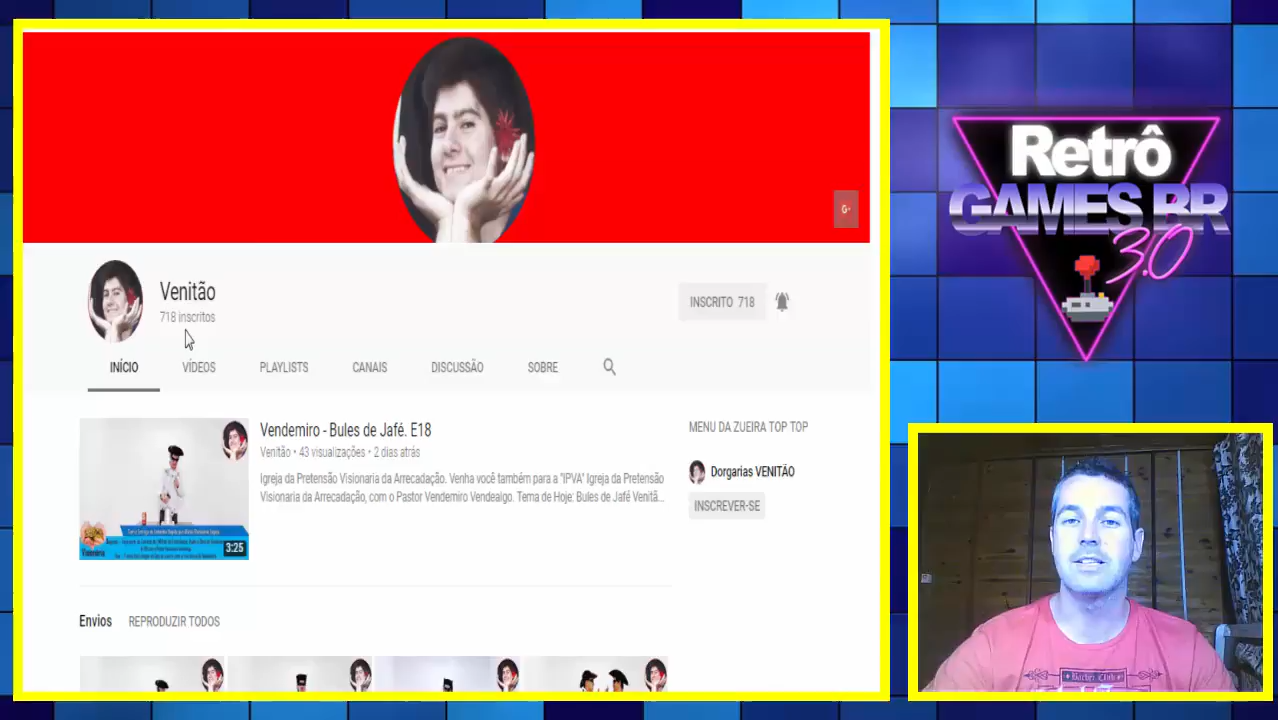 G+
Venitão
718 inscritos
INSCRITO 718
INÍCIO VÍDEOS PLAYLISTS CANAIS DISCUSSÃO SOBRE
Vendemiro - Bules de Jafé. E18
Venitão • 43 visualizações • 2 dias atrás
Igreja da Pretensão Visionaria da Arrecadação. Venha você também para a "IPVA" Igreja da Pretensão
Visionaria da Arrecadação, com o Pastor Vendemiro Vendeaigo. Tema de Hoje: Bules de Jafé Venitã...
3:25
MENU DA ZUEIRA TOP TOP
Dorgarias VENITÃO
INSCREVER-SE
Envios REPRODUZIR TODOS
Retrô
GAMES BR
3.0